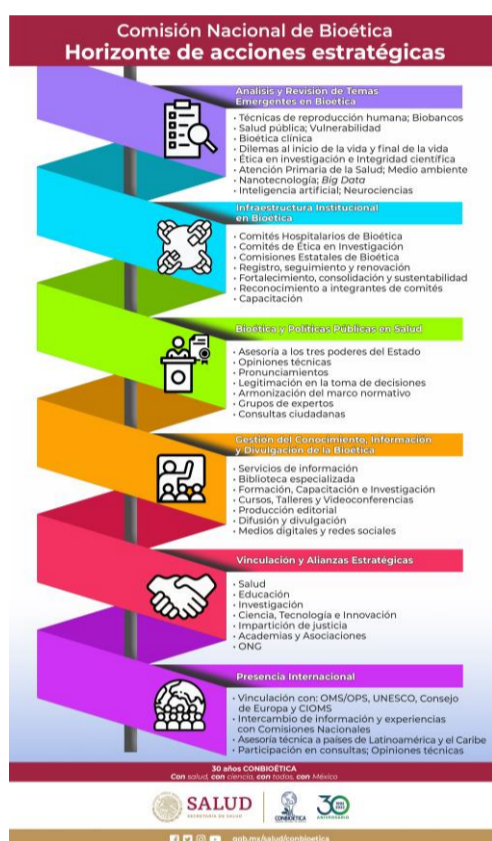 Comisión Nacional de Bioética
Horizonte de acciones estratégicas
Análisis y Revisión de Temas
Emergentes en Bioética
• Técnicas de reproducción humana; Biobancos
• Salud pública; Vulnerabilidad
• Bioética clínica
• Dilemas al inicio de la vida y final de la vida
• Ética en investigación e Integridad científica
• Atención Primaria de la Salud; Medio ambiente
• Nanotecnología; Big Data
• Inteligencia artificial; Neurociencias
Infraestructura Institucional
en Bioética
• Comités Hospitalarios de Bioética
• Comités de Ética en Investigación
• Comisiones Estatales de Bioética
• Registro, seguimiento y renovación
• Fortalecimiento, consolidación y sustentabilidad
• Reconocimiento a integrantes de comités
• Capacitación
Bioética y Políticas Públicas en Salud
• Asesoría a los tres poderes del Estado
• Opiniones técnicas
• Pronunciamientos
• Legitimación en la toma de decisiones
• Armonización del marco normativo
• Grupos de expertos
• Consultas ciudadanas
Gestión del Conocimiento, Información
y Divulgación de la Bioética
• Servicios de información
• Biblioteca especializada
• Formación, Capacitación e Investigación
• Cursos, Talleres y Videoconferencias
• Producción editorial
• Difusión y divulgación
• Medios digitales y redes sociales
Vinculación y Alianzas Estratégicas
• Salud
• Educación
• Investigación
• Ciencia, Tecnología e Innovación
• Impartición de justicia
• Academias y Asociaciones
• ONG
Presencia Internacional
• Vinculación con: OMS/OPS, UNESCO, Consejo
de Europa y CIOMS
• Intercambio de información y experiencias
con Comisiones Nacionales
• Asesoría técnica a países de Latinoamérica y el Caribe
• Participación en consultas; Opiniones técnicas
30 años CONBIOÉTICA
Con salud, con ciencia, con todos, con México
SALUD
SECRETARÍA DE SALUD
CONBIOÉTICA
30
ANIVERSARIO
gob.mx/salud/conbioetica